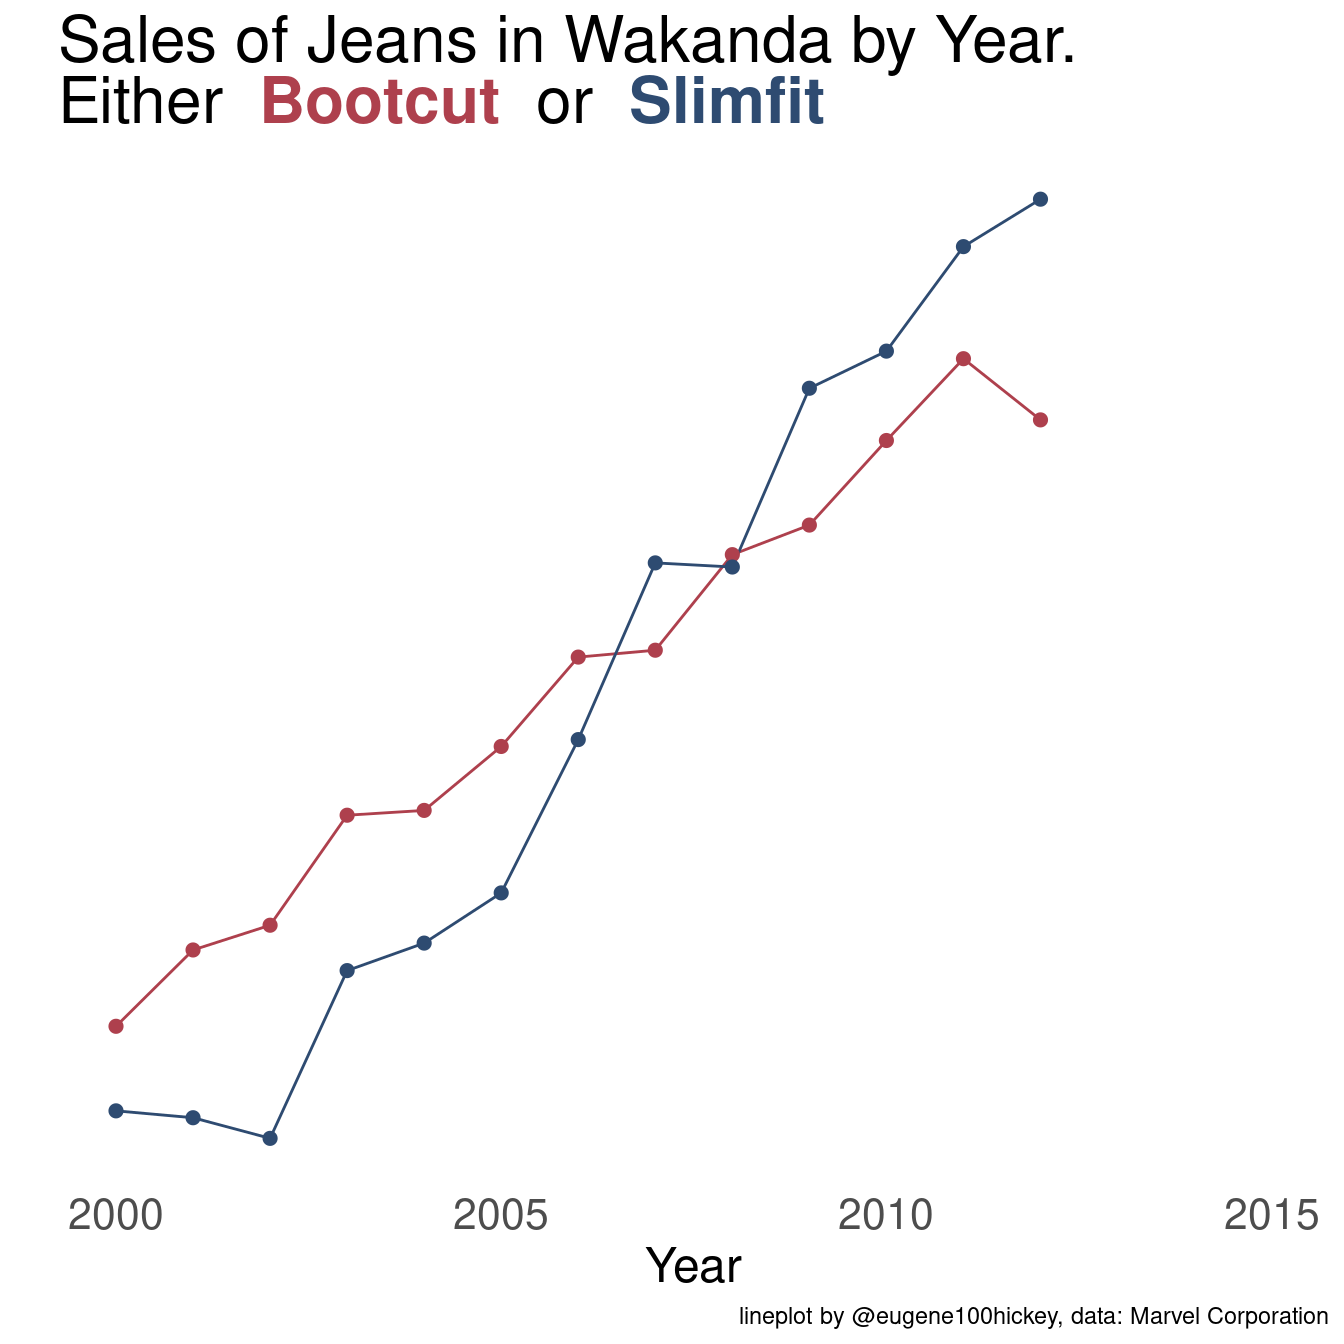 Sales of Jeans in Wakanda by Year.
Either Bootcut or Slimfit
2000 2005 2010 2015
Year
lineplot by @eugene100hickey, data: Marvel Corporation